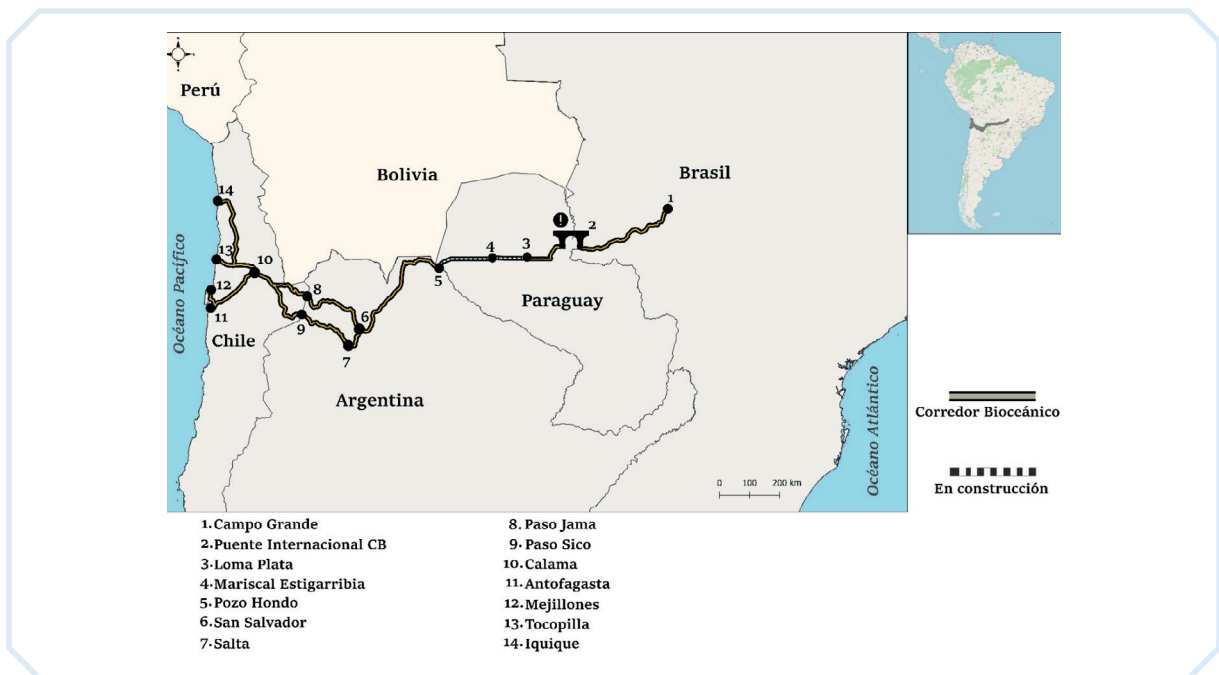 Perú
Bolivia
Brasil
14
1
2
4
3
13
10
5
12
8
Paraguay
11
9
6
Chile
7
Argentina
Océano Pacífico
Océano Atlántico
0 100 200 km
Corredor Bioceánico
En construcción
1. Campo Grande
2. Puente Internacional CB
3. Loma Plata
4. Mariscal Estigarribia
5. Pozo Hondo
6. San Salvador
7. Salta
8. Paso Jama
9. Paso Sico
10. Calama
11. Antofagasta
12. Mejillones
13. Tocopilla
14. Iquique